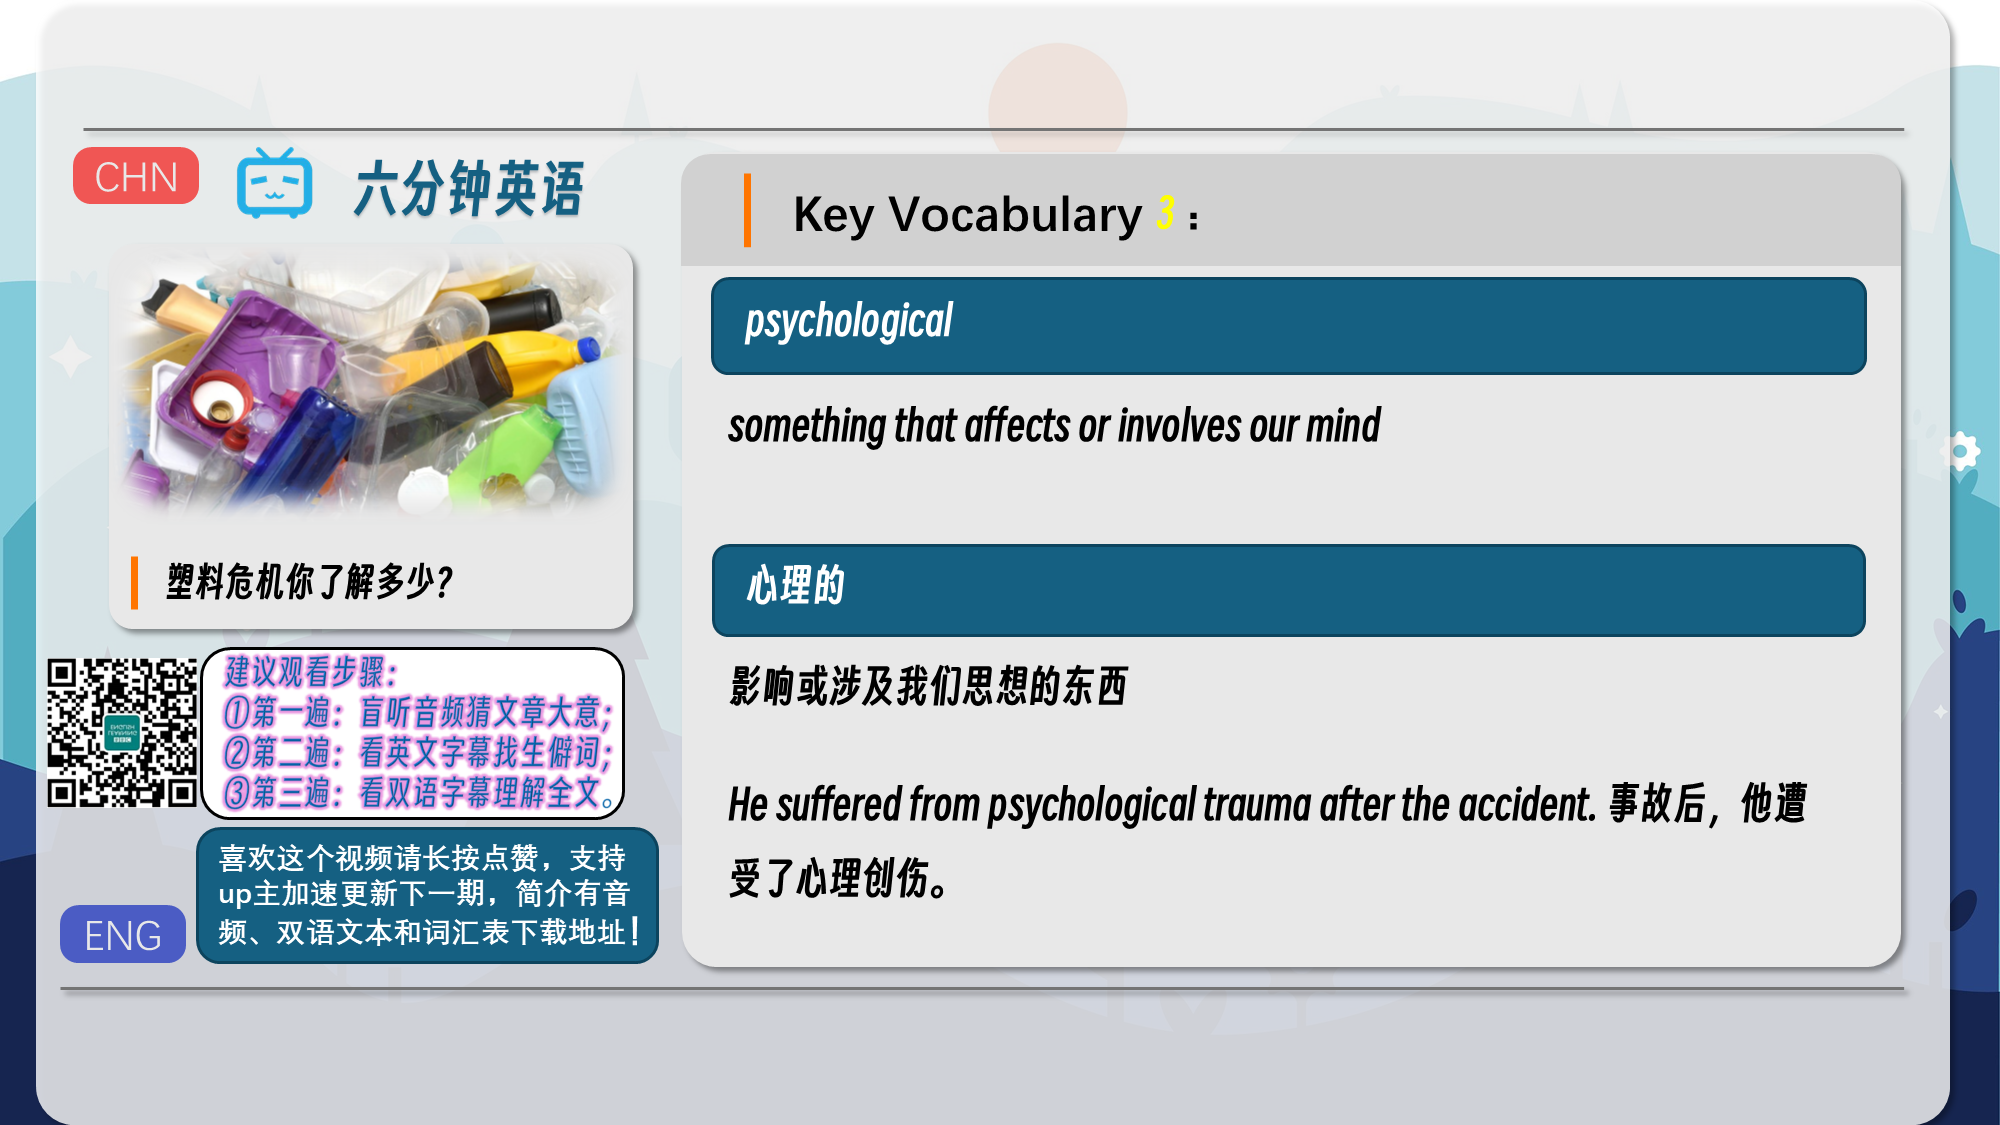 CHN
六分钟英语
塑料危机你了解多少?
建议观看步骤：
①第一遍：盲听音频猜文章大意；
②第二遍：看英文字幕找生僻词；
③第三遍：看双语字幕理解全文。
喜欢这个视频请长按点赞，支持
up主加速更新下一期，简介有音
频、双语文本和词汇表下载地址！
ENG
Key Vocabulary 3：
psychological
something that affects or involves our mind
心理的
影响或涉及我们思想的东西
He suffered from psychological trauma after the accident. 事故后，他遭
受了心理创伤。